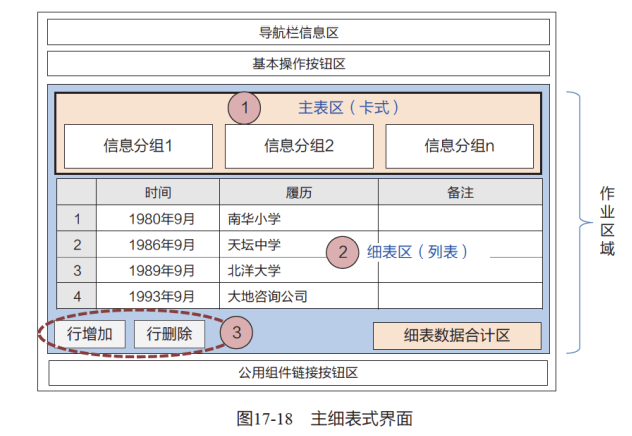 导航栏信息区
基本操作按钮区
1 主表区（卡式）
信息分组1 信息分组2 信息分组n
时间 履历 备注
1 1980年9月 南华小学
2 1986年9月 天坛中学
2 细表区（列表）
3 1989年9月 北洋大学
4 1993年9月 大地咨询公司
行增加 行删除 3 细表数据合计区
公用组件链接按钮区
作业区域
图17-18 主细表式界面